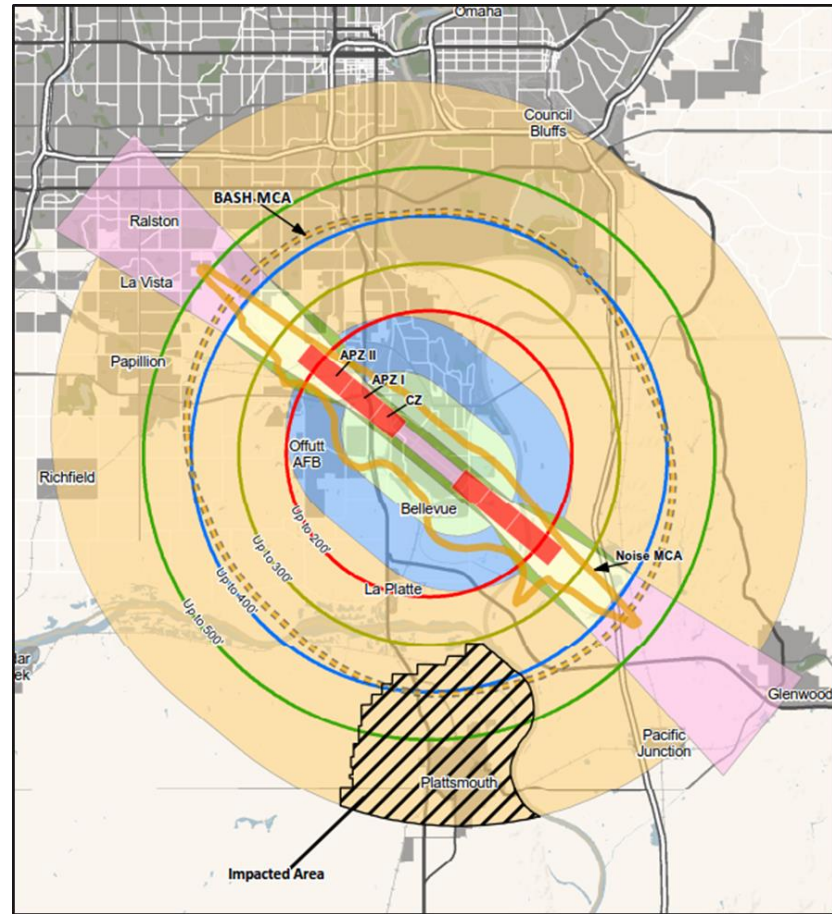 Omaha
Council
Bluffs
BASH MCA
Ralston
La Vista
Papillion
APZ II
APZ I
CZ
Offutt
AFB
Richfield
Bellevue
Up to 200'
Up to 300'
Up to 400'
Up to 500'
Noise MCA
La Platte
dar
ek
Glenwood
Pacific
Junction
Plattsmouth
Impacted Area